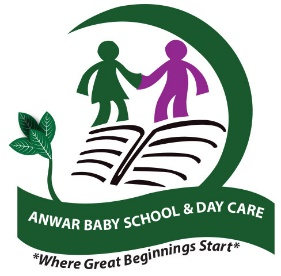 ANWAR BABY SCHOOL & DAY CARE
*Where Great Beginnings Start*